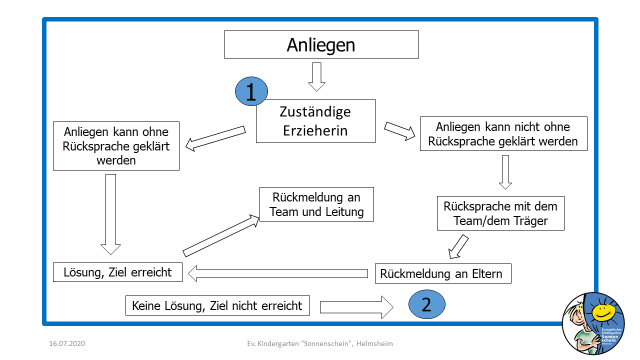 Anliegen
1
Zuständige
Erzieherin
Anliegen kann ohne
Rücksprache geklärt
werden
Anliegen kann nicht ohne
Rücksprache geklärt werden
Rückmeldung an
Team und Leitung
Rücksprache mit dem
Team/dem Träger
Lösung, Ziel erreicht
Rückmeldung an Eltern
Keine Lösung, Ziel nicht erreicht
2
16.07.2020
Ev. Kindergarten "Sonnenschein", Helmsheim